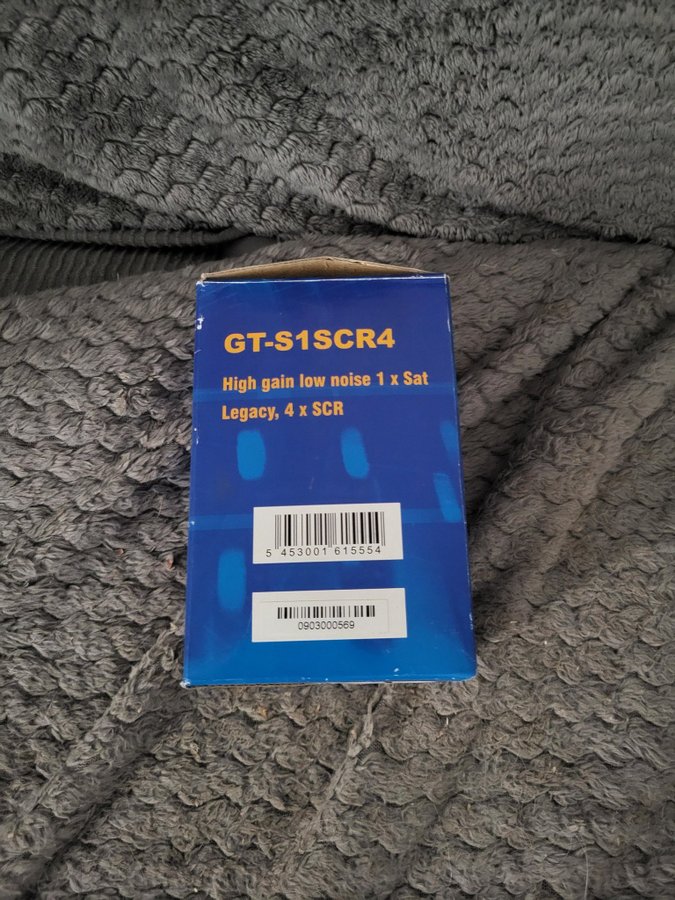 GT-S1SCR4
High gain low noise 1 x Sat
Legacy, 4 x SCR
5 453001 615554
0903000569